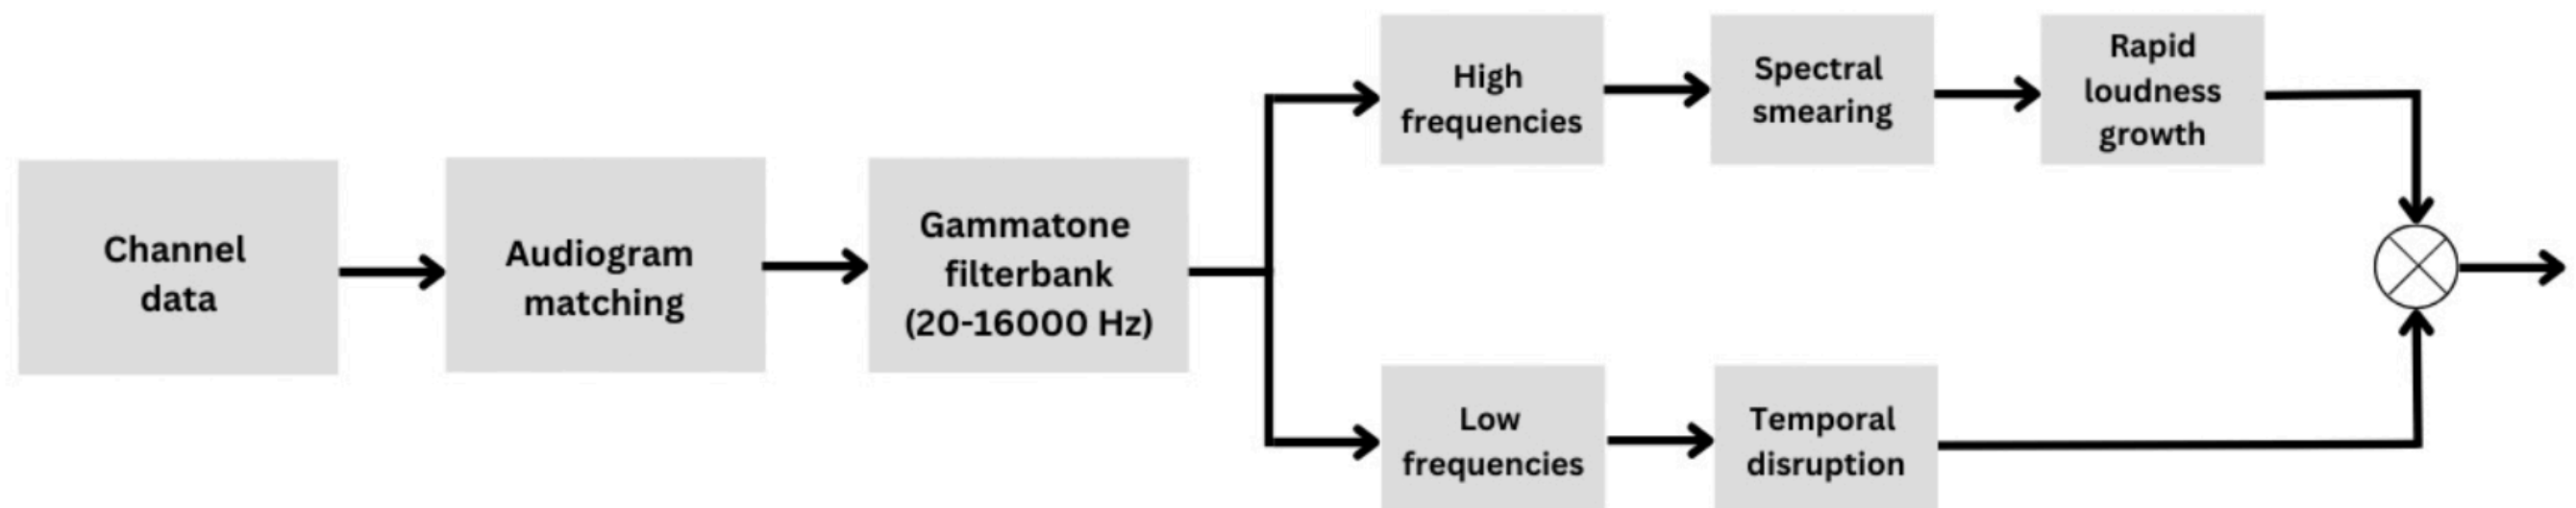 Channel
data
Audiogram
matching
Gammatone
filterbank
(20-16000 Hz)
High
frequencies
Spectral
smearing
Rapid
loudness
growth
Low
frequencies
Temporal
disruption